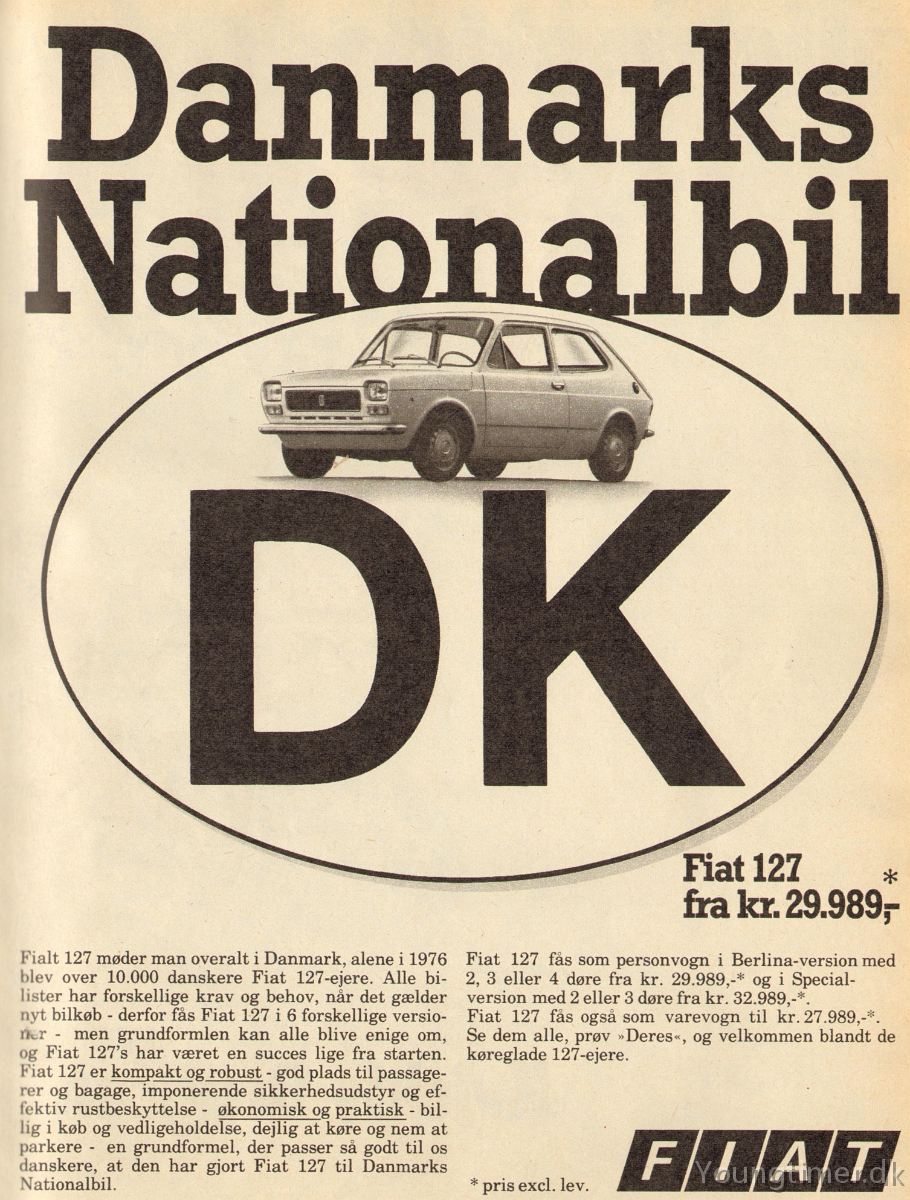 Danmarks
Nationalbil
DK
Fiat 127
fra kr. 29.989,-*
Fialt 127 møder man overalt i Danmark, alene i 1976
blev over 10.000 danskere Fiat 127-ejere. Alle bi-
lister har forskellige krav og behov, når det gælder
nyt bilkøb - derfor fås Fiat 127 i 6 forskellige versio-
ner - men grundformlen kan alle blive enige om,
og Fiat 127's har været en succes lige fra starten.
Fiat 127 er kompakt og robust - god plads til passage-
rer og bagage, imponerende sikkerhedsudstyr og ef-
fektiv rustbeskyttelse - økonomisk og praktisk - bil-
lig i køb og vedligeholdelse, dejlig at køre og nem at
parkere - en grundformel, der passer så godt til os
danskere, at den har gjort Fiat 127 til Danmarks
Nationalbil.
Fiat 127 fås som personvogn i Berlina-version med
2, 3 eller 4 døre fra kr. 29.989,-* og i Special-
version med 2 eller 3 døre fra kr. 32.989,-*.
Fiat 127 fås også som varevogn til kr. 27.989,-*.
Se dem alle, prøv »Deres«, og velkommen blandt de
køreglade 127-ejere.
* pris excl. lev.
FIAT
Youngtimer.dk